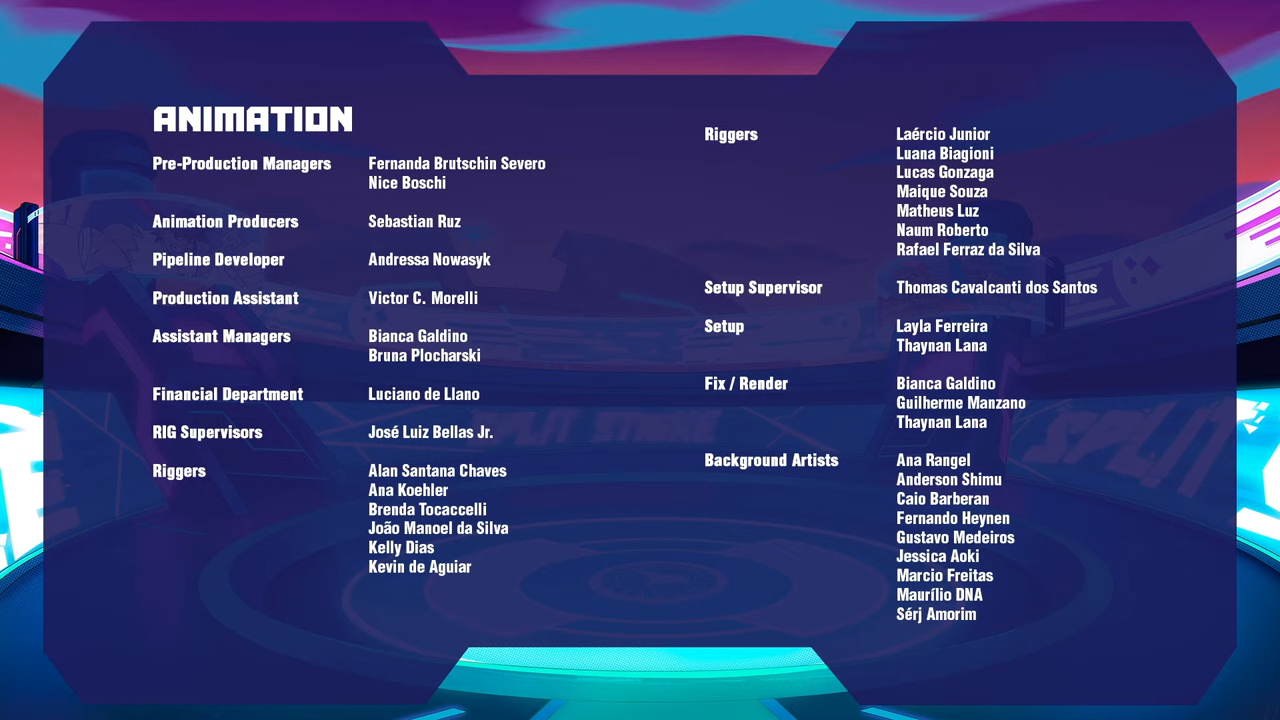 ANIMATION
Pre-Production Managers Fernanda Brutschin Severo
Nice Boschi
Animation Producers Sebastian Ruz
Pipeline Developer Andressa Nowasyk
Production Assistant Victor C. Morelli
Assistant Managers Bianca Galdino
Bruna Plocharski
Financial Department Luciano de Llano
RIG Supervisors José Luiz Bellas Jr.
Riggers Alan Santana Chaves
Ana Koehler
Brenda Tocaccelli
João Manoel da Silva
Kelly Dias
Kevin de Aguiar
Riggers Laércio Junior
Luana Biagioni
Lucas Gonzaga
Maique Souza
Matheus Luz
Naum Roberto
Rafael Ferraz da Silva
Setup Supervisor Thomas Cavalcanti dos Santos
Setup Layla Ferreira
Thaynan Lana
Fix / Render Bianca Galdino
Guilherme Manzano
Thaynan Lana
Background Artists Ana Rangel
Anderson Shimu
Caio Barberan
Fernando Heynen
Gustavo Medeiros
Jessica Aoki
Marcio Freitas
Maurílio DNA
Sérj Amorim
SPLIT STRIKE
SPLIT